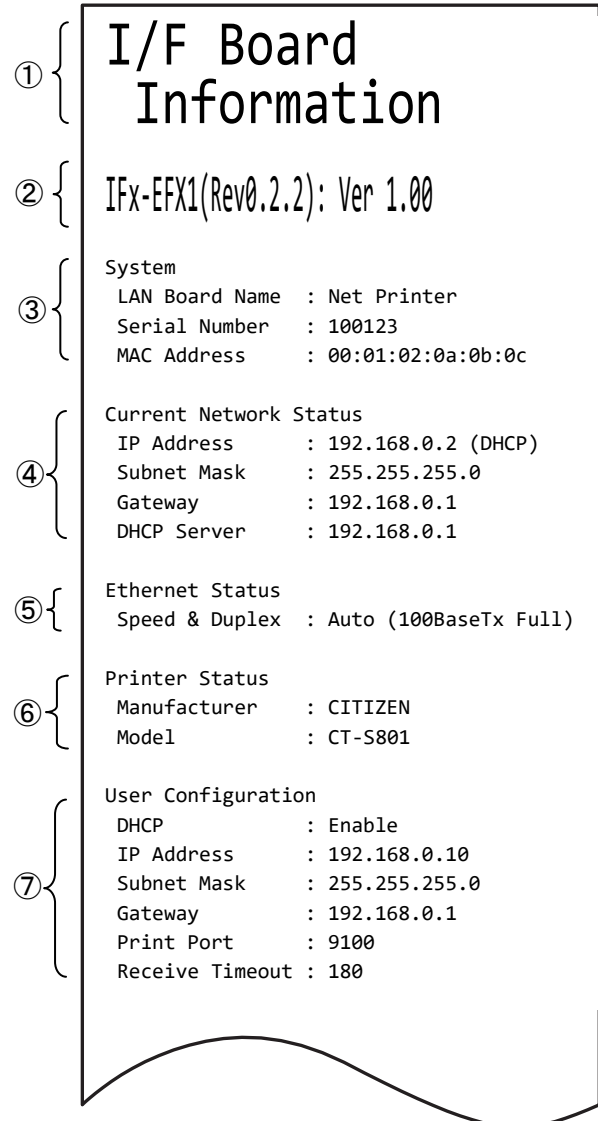 ①
I/F Board
Information
②
IFx-EFX1(Rev0.2.2): Ver 1.00
③
System
LAN Board Name : Net Printer
Serial Number : 100123
MAC Address : 00:01:02:0a:0b:0c
④
Current Network Status
IP Address : 192.168.0.2 (DHCP)
Subnet Mask : 255.255.255.0
Gateway : 192.168.0.1
DHCP Server : 192.168.0.1
⑤
Ethernet Status
Speed & Duplex : Auto (100BaseTx Full)
⑥
Printer Status
Manufacturer : CITIZEN
Model : CT-S801
⑦
User Configuration
DHCP : Enable
IP Address : 192.168.0.10
Subnet Mask : 255.255.255.0
Gateway : 192.168.0.1
Print Port : 9100
Receive Timeout : 180